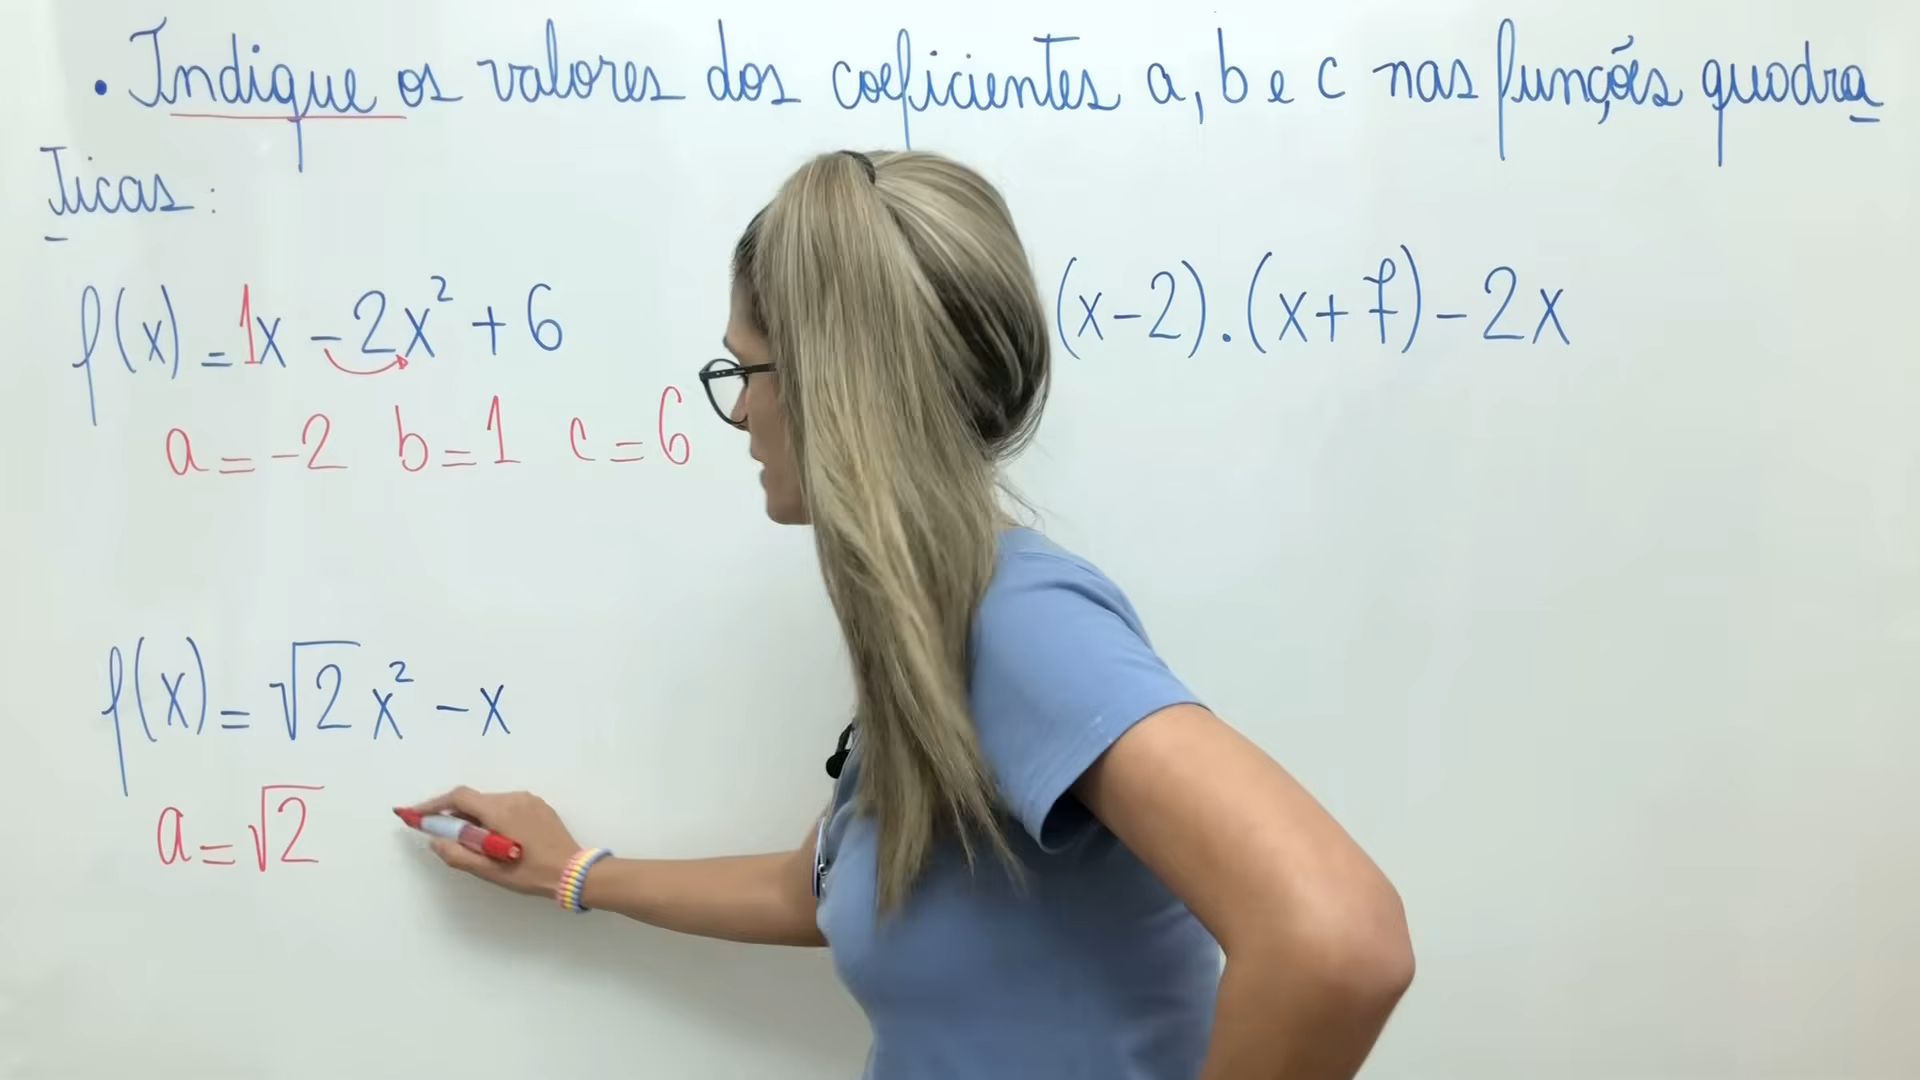 • Indique os valores dos coeficientes a, b e c nas funções quadra
ticas:
f(x) = 1x - 2x² + 6
a = -2 b = 1 c = 6
(x-2).(x+7)-2x
f(x) = √2 x² - x
a = √2